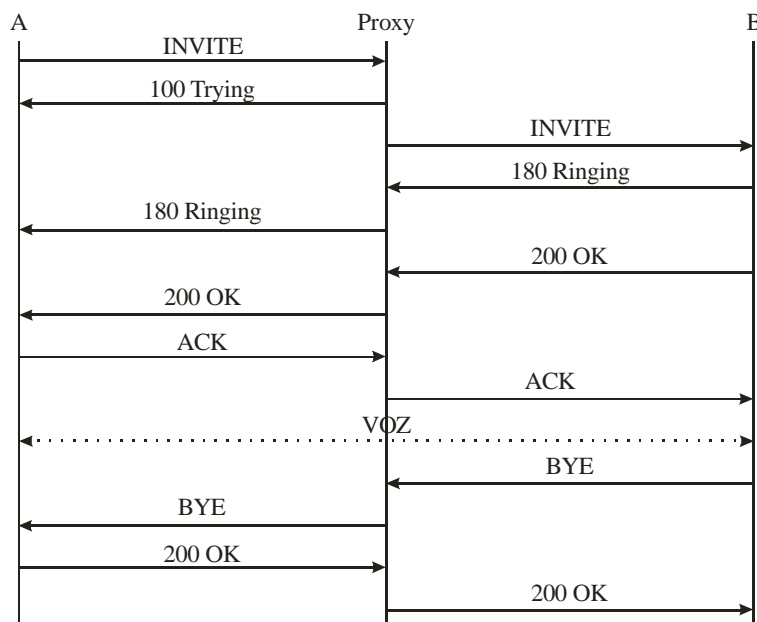 A Proxy B
INVITE
100 Trying
INVITE
180 Ringing
180 Ringing
200 OK
200 OK
ACK
ACK
VOZ
BYE
BYE
200 OK
200 OK